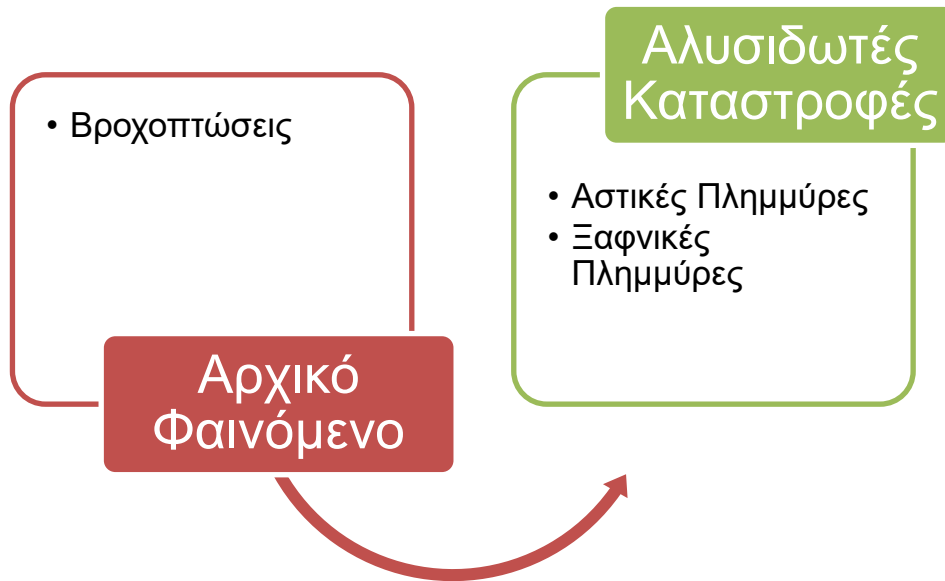 • Βροχοπτώσεις
Αρχικό
Φαινόμενο
Αλυσιδωτές
Καταστροφές
• Αστικές Πλημμύρες
• Ξαφνικές
Πλημμύρες